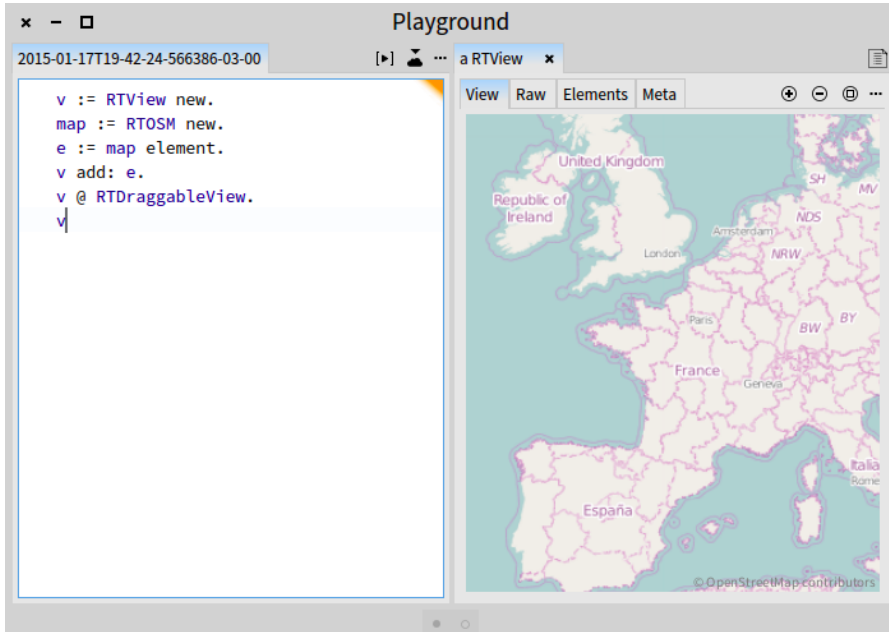 Playground
2015-01-17T19-42-24-566386-03-00
a RTView
v := RTView new.
map := RTOSM new.
e := map element.
v add: e.
v @ RTDraggableView.
v
View Raw Elements Meta
United Kingdom
Republic of
Ireland
London
SH
MV
NDS
Amsterdam
NRW
Paris
BW
BY
France
Geneva
Italia
Rome
España
© OpenStreetMap contributors